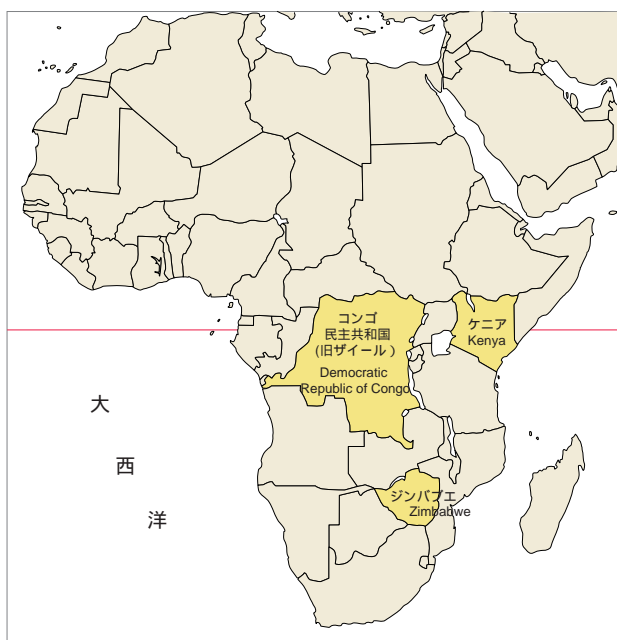 コンゴ
民主共和国
(旧ザイール)
Democratic
Republic of Congo
ケニア
Kenya
大
西
洋
ジンバブエ
Zimbabwe